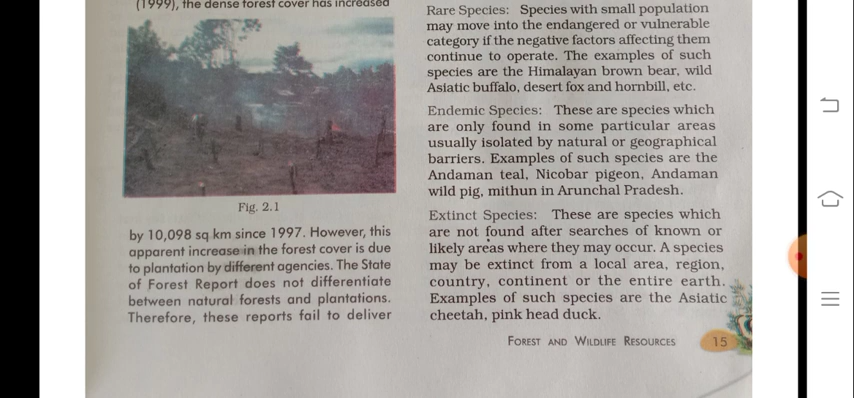 (1999), the dense forest cover has increased
Fig. 2.1
by 10,098 sq km since 1997. However, this
apparent increase in the forest cover is due
to plantation by different agencies. The State
of Forest Report does not differentiate
between natural forests and plantations.
Therefore, these reports fail to deliver
Rare Species: Species with small population
may move into the endangered or vulnerable
category if the negative factors affecting them
continue to operate. The examples of such
species are the Himalayan brown bear, wild
Asiatic buffalo, desert fox and hornbill, etc.
Endemic Species: These are species which
are only found in some particular areas
usually isolated by natural or geographical
barriers. Examples of such species are the
Andaman teal, Nicobar pigeon, Andaman
wild pig, mithun in Arunchal Pradesh.
Extinct Species: These are species which
are not found after searches of known or
likely areas where they may occur. A species
may be extinct from a local area, region,
country, continent or the entire earth.
Examples of such species are the Asiatic
cheetah, pink head duck.
FOREST AND WILDLIFE RESOURCES 15